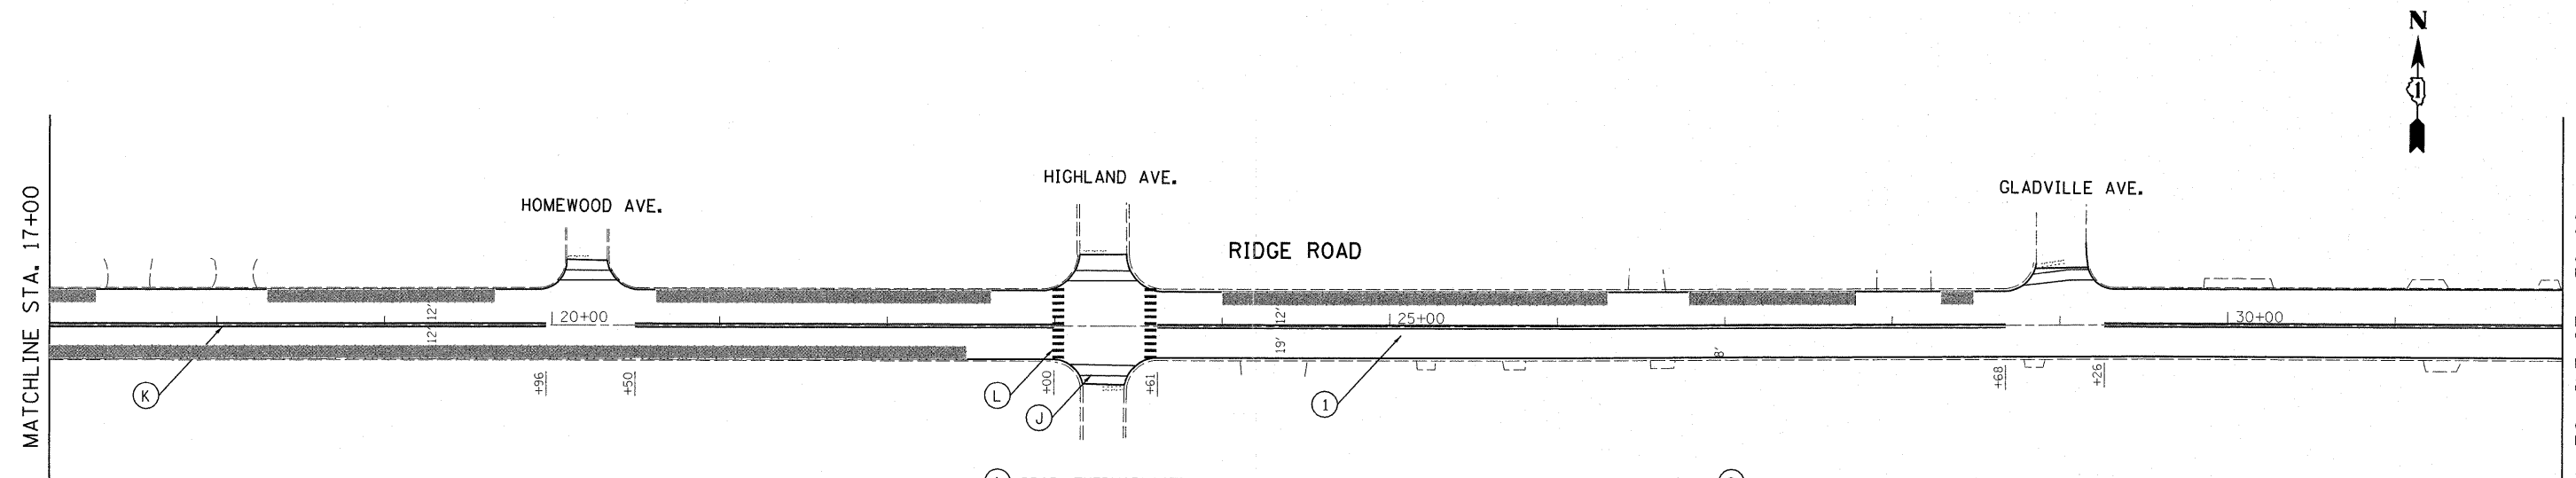 N
1
MATCHLINE STA. 17+00
HOMEWOOD AVE.
HIGHLAND AVE.
RIDGE ROAD
GLADVILLE AVE.
12'
12'
20+00
12'
19'
25+00
8'
30+00
K
+96
+50
L
+00
J
+61
1
+68
+26